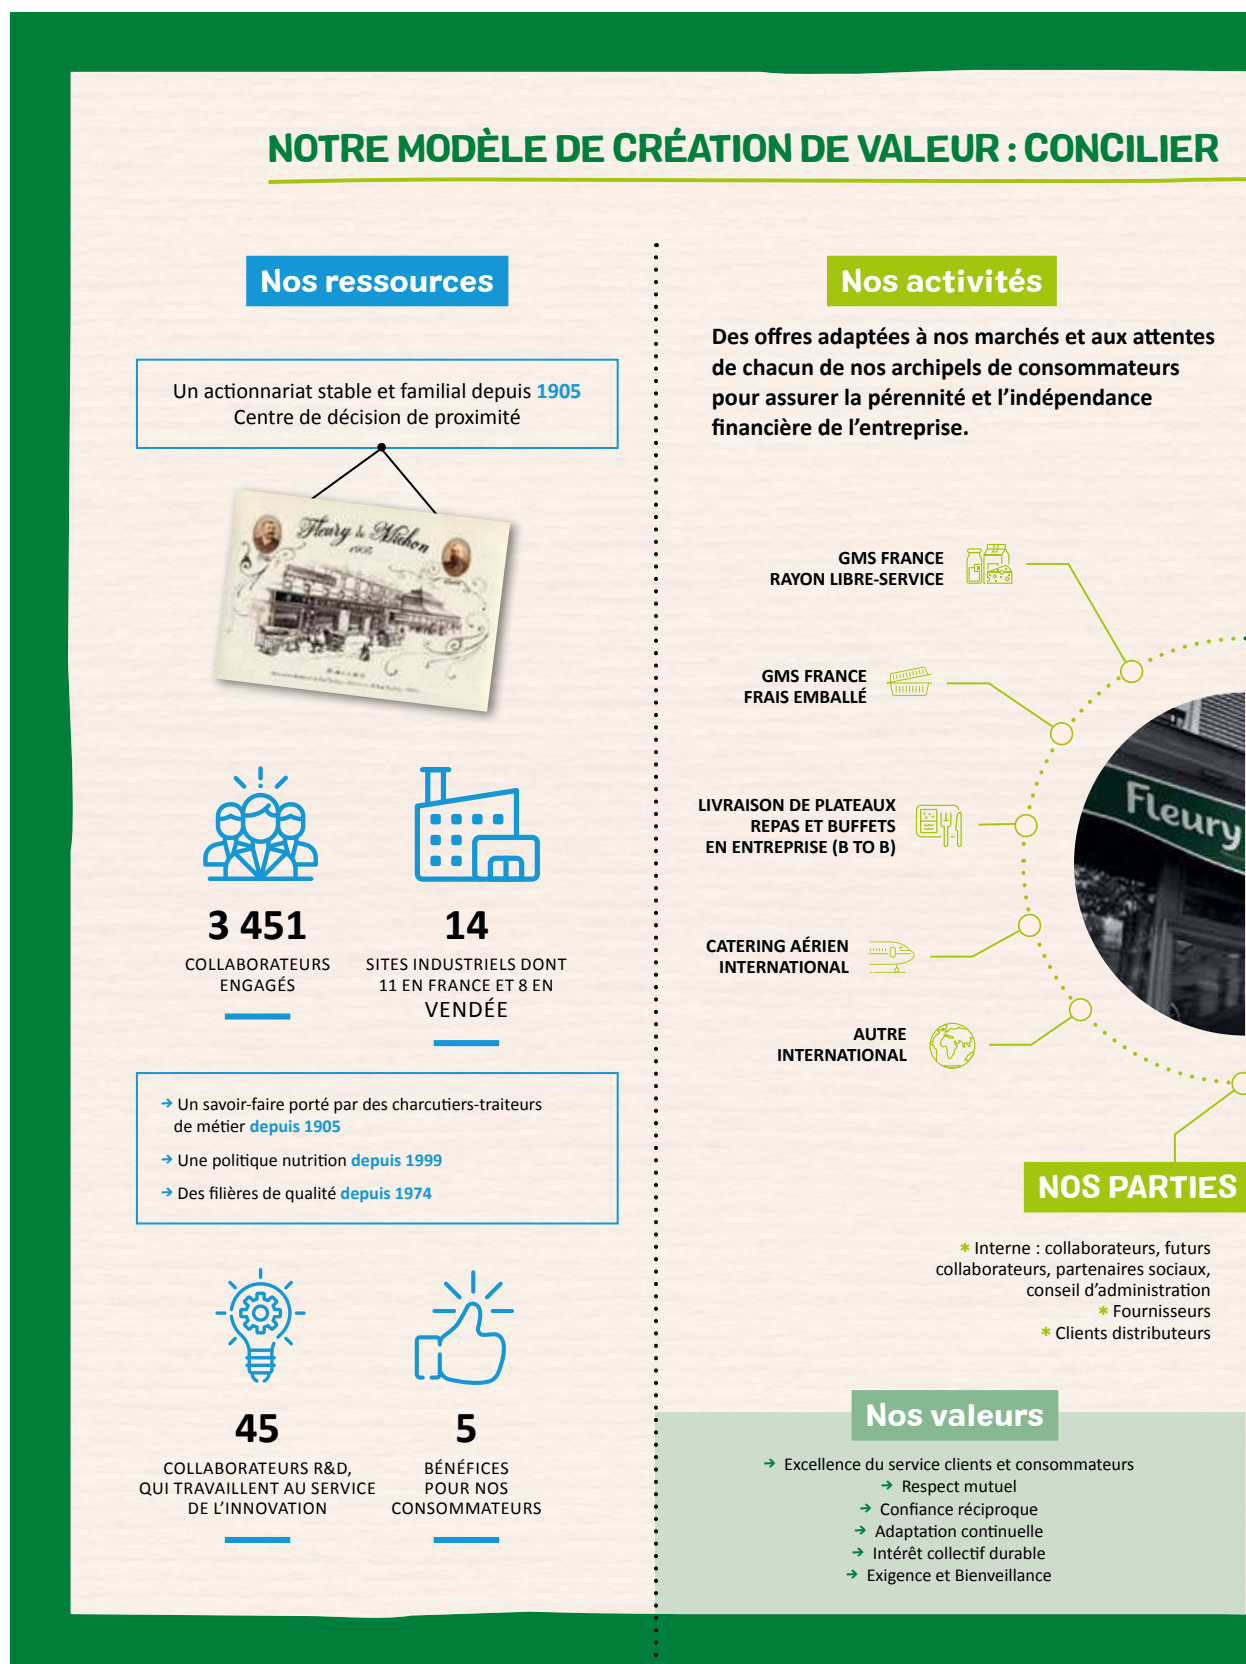 NOTRE MODÈLE DE CRÉATION DE VALEUR : CONCILIER
Nos ressources
Un actionnariat stable et familial depuis 1905
Centre de décision de proximité
Fleury & Michon
1905
3 451
COLLABORATEURS
ENGAGÉS
14
SITES INDUSTRIELS DONT
11 EN FRANCE ET 8 EN
VENDÉE
→ Un savoir-faire porté par des charcutiers-traiteurs
de métier depuis 1905
→ Une politique nutrition depuis 1999
→ Des filières de qualité depuis 1974
45
COLLABORATEURS R&D,
QUI TRAVAILLENT AU SERVICE
DE L'INNOVATION
5
BÉNÉFICES
POUR NOS
CONSOMMATEURS
Nos activités
Des offres adaptées à nos marchés et aux attentes
de chacun de nos archipels de consommateurs
pour assurer la pérennité et l'indépendance
financière de l'entreprise.
GMS FRANCE
RAYON LIBRE-SERVICE
GMS FRANCE
FRAIS EMBALLÉ
LIVRAISON DE PLATEAUX
REPAS ET BUFFETS
EN ENTREPRISE (B TO B)
CATERING AÉRIEN
INTERNATIONAL
AUTRE
INTERNATIONAL
Fleury
NOS PARTIES
* Interne : collaborateurs, futurs
collaborateurs, partenaires sociaux,
conseil d'administration
* Fournisseurs
* Clients distributeurs
Nos valeurs
→ Excellence du service clients et consommateurs
→ Respect mutuel
→ Confiance réciproque
→ Adaptation continuelle
→ Intérêt collectif durable
→ Exigence et Bienveillance